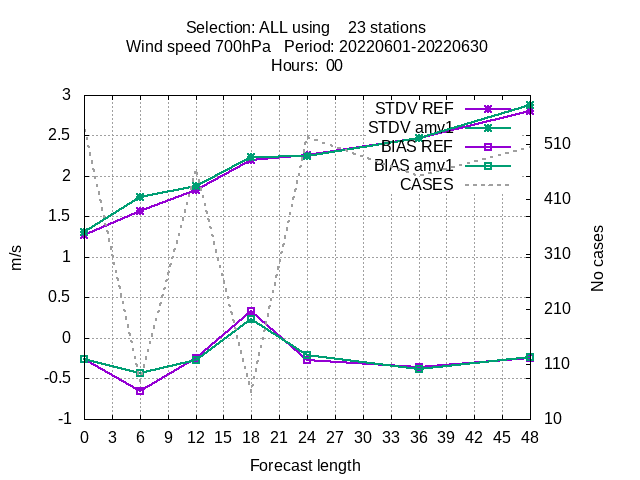 Selection: ALL using 23 stations
Wind speed 700hPa Period: 20220601-20220630
Hours: 00
3
2.5
2
1.5
1
0.5
0
-0.5
-1
m/s
STDV REF
STDV amv1
BIAS REF
BIAS amv1
CASES
510
410
310
210
110
10
No cases
0 3 6 9 12 15 18 21 24 27 30 33 36 39 42 45 48
Forecast length